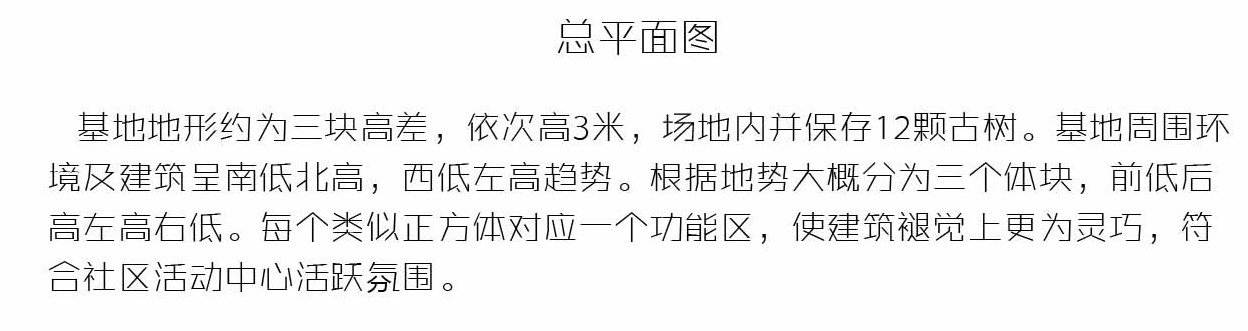 总平面图
基地地形约为三块高差，依次高3米，场地内并保存12颗古树。基地周围环
境及建筑呈南低北高，西低左高趋势。根据地势大概分为三个体块，前低后
高左高右低。每个类似正方体对应一个功能区，使建筑褪觉上更为灵巧，符
合社区活动中心活跃氛围。